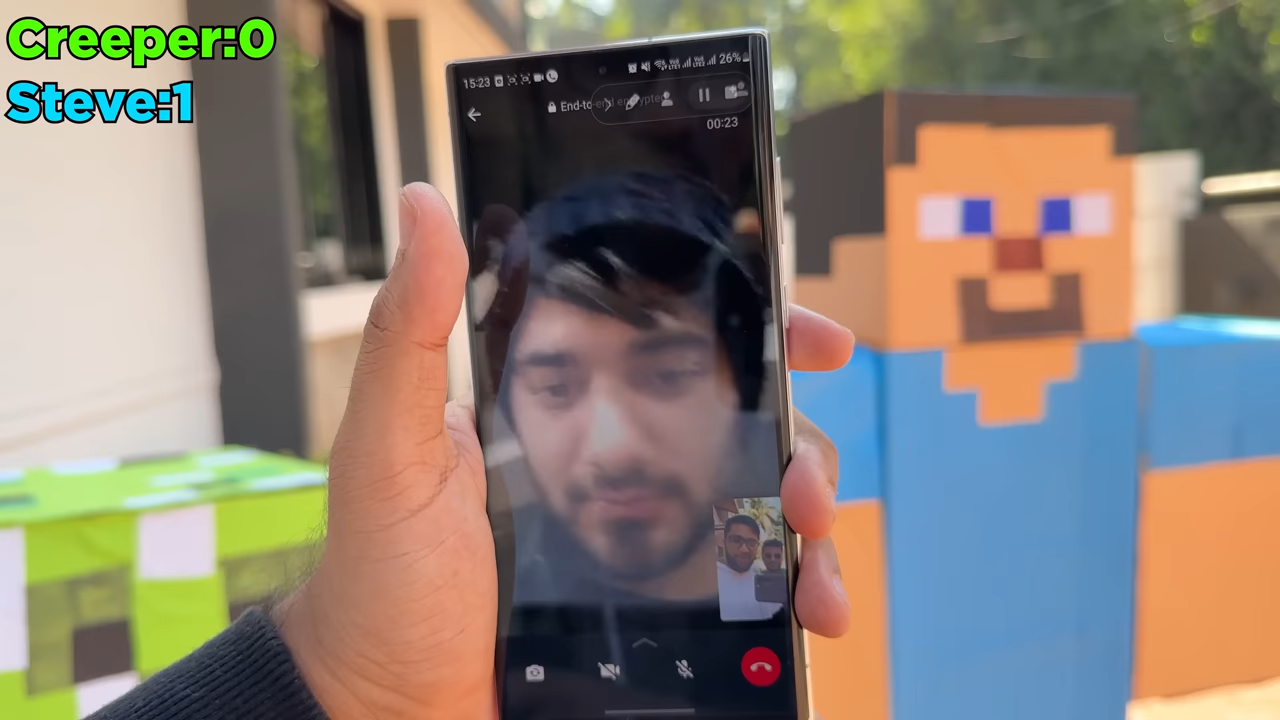 Creeper:0
Steve:1
15:23
26%
End-to-end encrypted
00:23